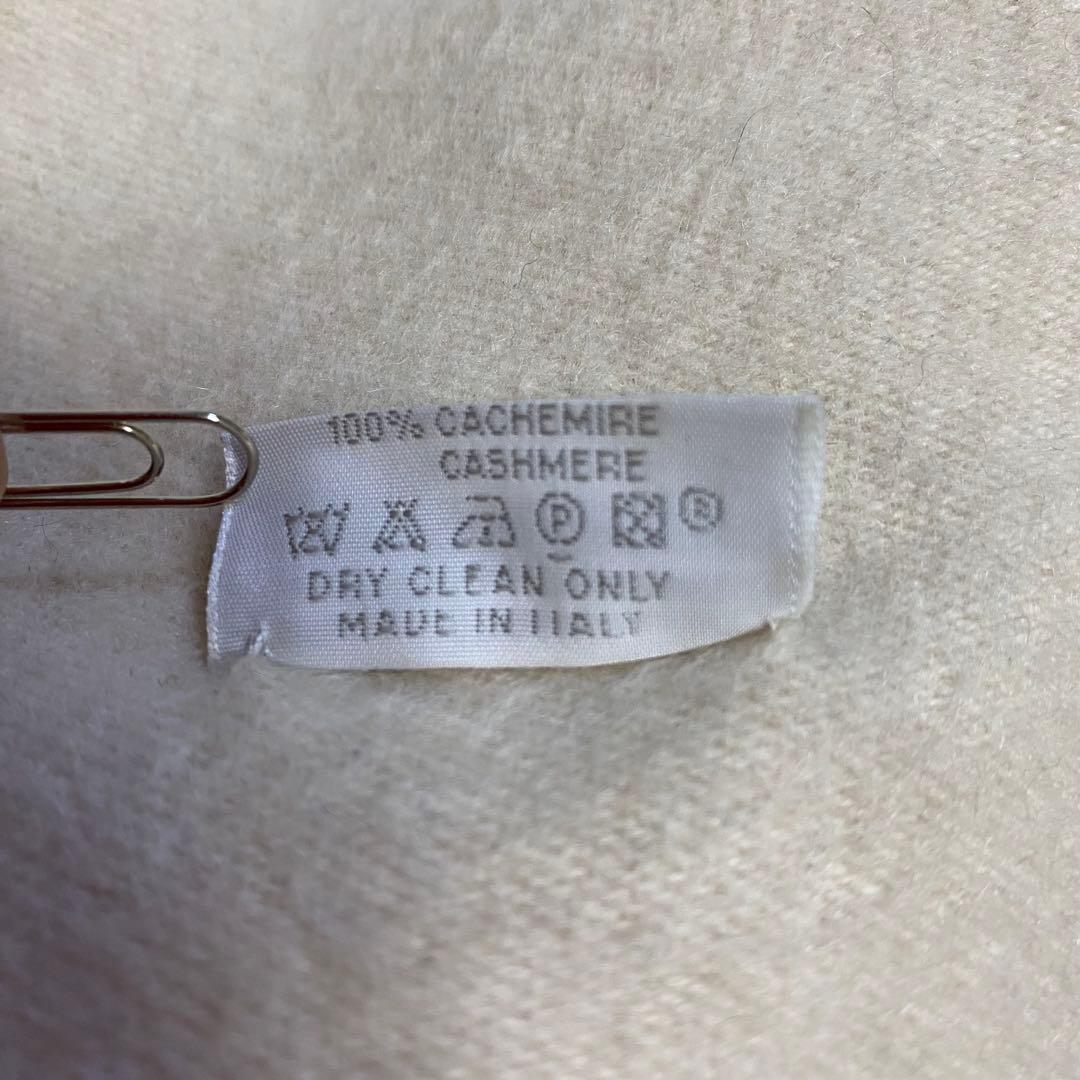 100% CACHEMIRE
CASHMERE
P ®
DRY CLEAN ONLY
MADE IN ITALY